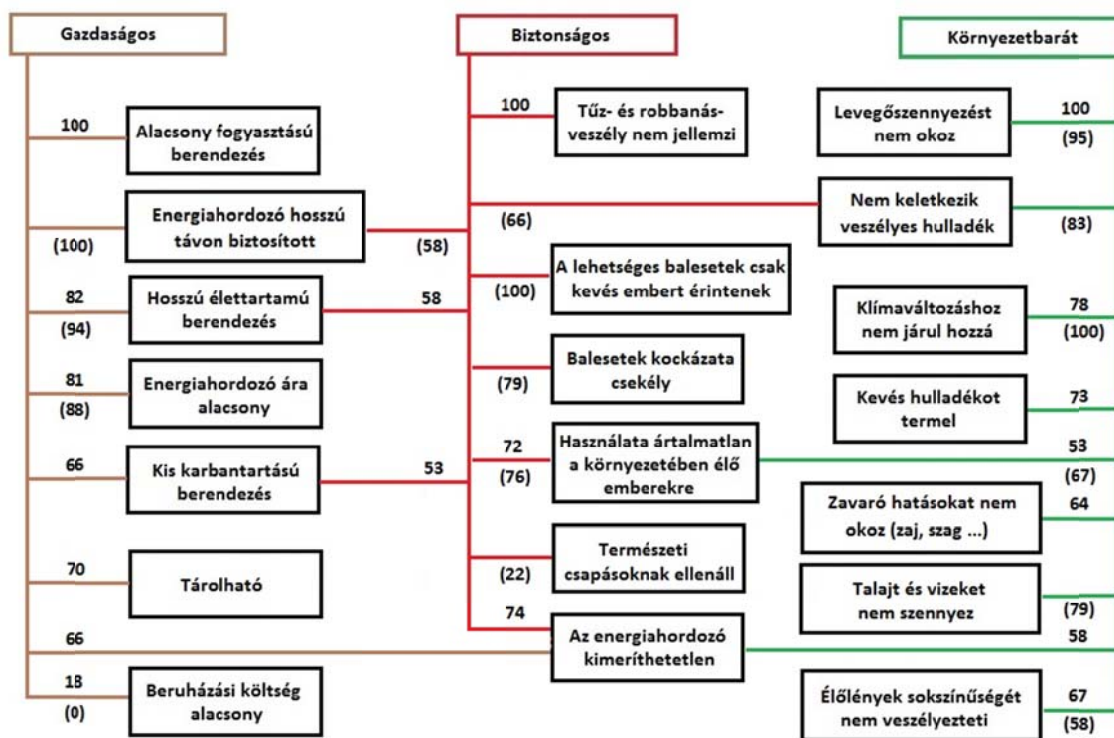 Gazdaságos
Biztonságos
Környezetbarát
100
Alacsony fogyasztású
berendezés
100
Tűz- és robbanás-
veszély nem jellemzi
Levegőszennyezést
nem okoz
100
(95)
(100)
Energiahordozó hosszú
távon biztosított
(58)
(66)
Nem keletkezik
veszélyes hulladék
(83)
82
(94)
Hosszú élettartamú
berendezés
58
(100)
A lehetséges balesetek csak
kevés embert érintenek
Klímaváltozáshoz
nem járul hozzá
78
(100)
81
(88)
Energiahordozó ára
alacsony
(79)
Balesetek kockázata
csekély
Kevés hulladékot
termel
73
66
Kis karbantartású
berendezés
53
72
(76)
Használata ártalmatlan
a környezetében élő
emberekre
53
(67)
Zavaró hatásokat nem
okoz (zaj, szag ...)
64
70
Tárolható
(22)
Természeti
csapásoknak ellenáll
Talajt és vizeket
nem szennyez
(79)
66
74
Az energiahordozó
kimeríthetetlen
58
18
(0)
Beruházási költség
alacsony
Élőlények sokszínűségét
nem veszélyezteti
67
(58)